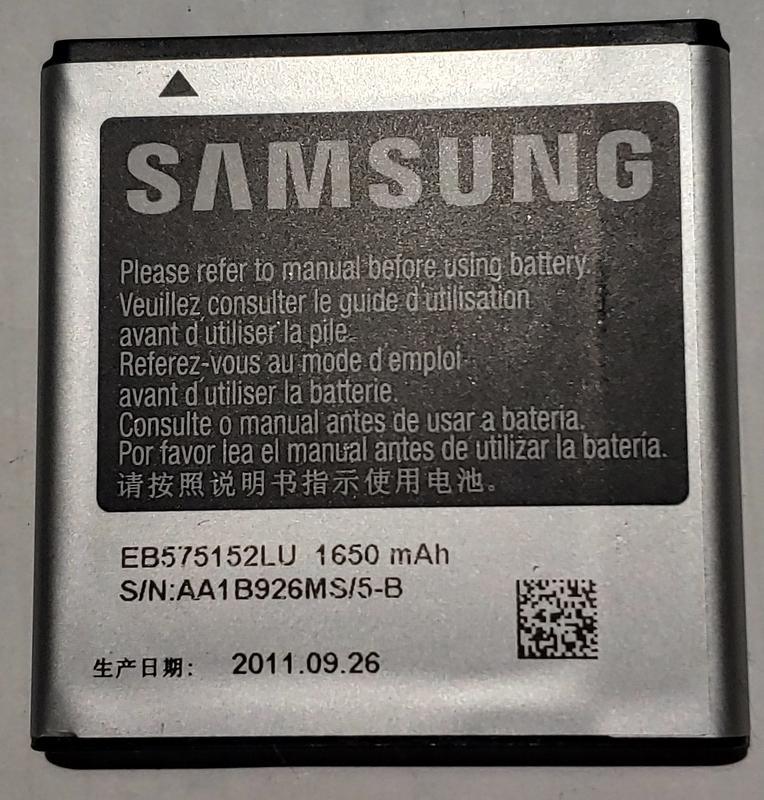 SAMSUNG
Please refer to manual before using battery.
Veuillez consulter le guide d'utilisation
avant d'utiliser la pile.
Referez-vous au mode d'emploi
avant d'utiliser la batterie.
Consulte o manual antes de usar a bateria.
Por favor lea el manual antes de utilizar la batería.
请按照说明书指示使用电池。
EB575152LU 1650 mAh
S/N:AA1B926MS/5-B
生产日期: 2011.09.26